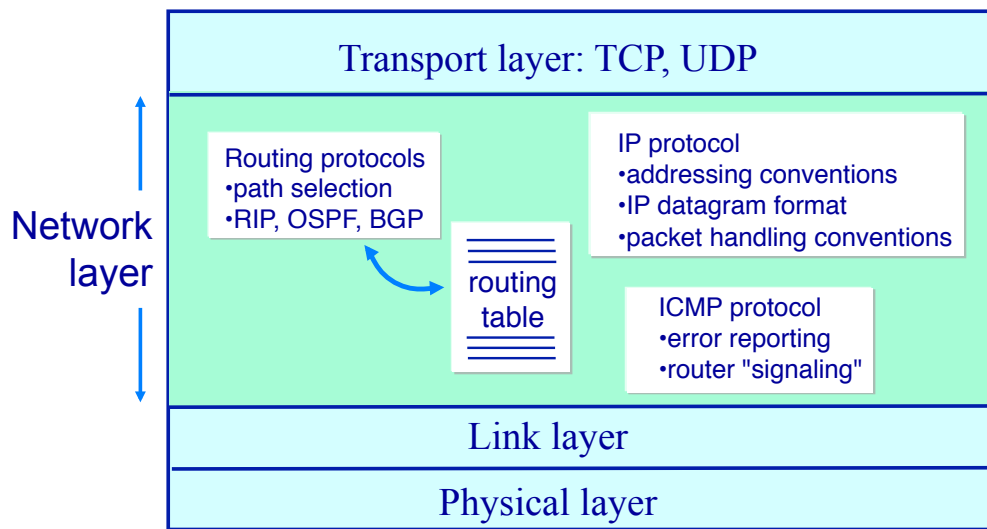 Transport layer: TCP, UDP
Network
layer
Routing protocols
•path selection
•RIP, OSPF, BGP
routing
table
IP protocol
•addressing conventions
•IP datagram format
•packet handling conventions
ICMP protocol
•error reporting
•router "signaling"
Link layer
Physical layer